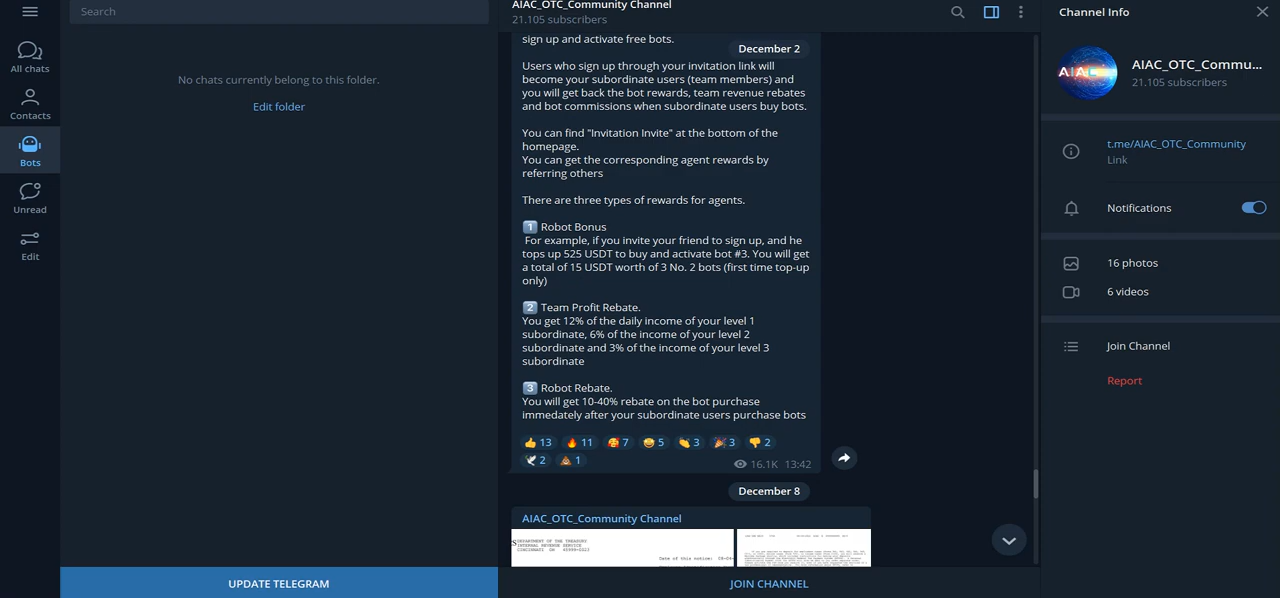 All chats
Contacts
Bots
Unread
Edit
Search
No chats currently belong to this folder.
Edit folder
UPDATE TELEGRAM
AIAC_OTC_Community Channel
21.105 subscribers
sign up and activate free bots.
December 2
Users who sign up through your invitation link will
become your subordinate users (team members) and
you will get back the bot rewards, team revenue rebates
and bot commissions when subordinate users buy bots.
You can find "Invitation Invite" at the bottom of the
homepage.
You can get the corresponding agent rewards by
referring others
There are three types of rewards for agents.
1 Robot Bonus
For example, if you invite your friend to sign up, and he
tops up 525 USDT to buy and activate bot #3. You will get
a total of 15 USDT worth of 3 No. 2 bots (first time top-up
only)
2 Team Profit Rebate.
You get 12% of the daily income of your level 1
subordinate, 6% of the income of your level 2
subordinate and 3% of the income of your level 3
subordinate
3 Robot Rebate.
You will get 10-40% rebate on the bot purchase
immedately after your subordinate users purchase bots
👍 13 🔥 11 🥰 7 🤩 5 👏 3 🎉 3 👎 2
🕊 2 💩 1
16.1K 13:42
December 8
AIAC_OTC_Community Channel
DEPARTMENT OF THE TREASURY
INTERNAL REVENUE SERVICE
CINCINNATI OH 45999-0023
Date of this notice:
JOIN CHANNEL
Channel Info
AIAC
AIAC_OTC_Commu...
21.105 subscribers
t.me/AIAC_OTC_Community
Link
Notifications
16 photos
6 videos
Join Channel
Report